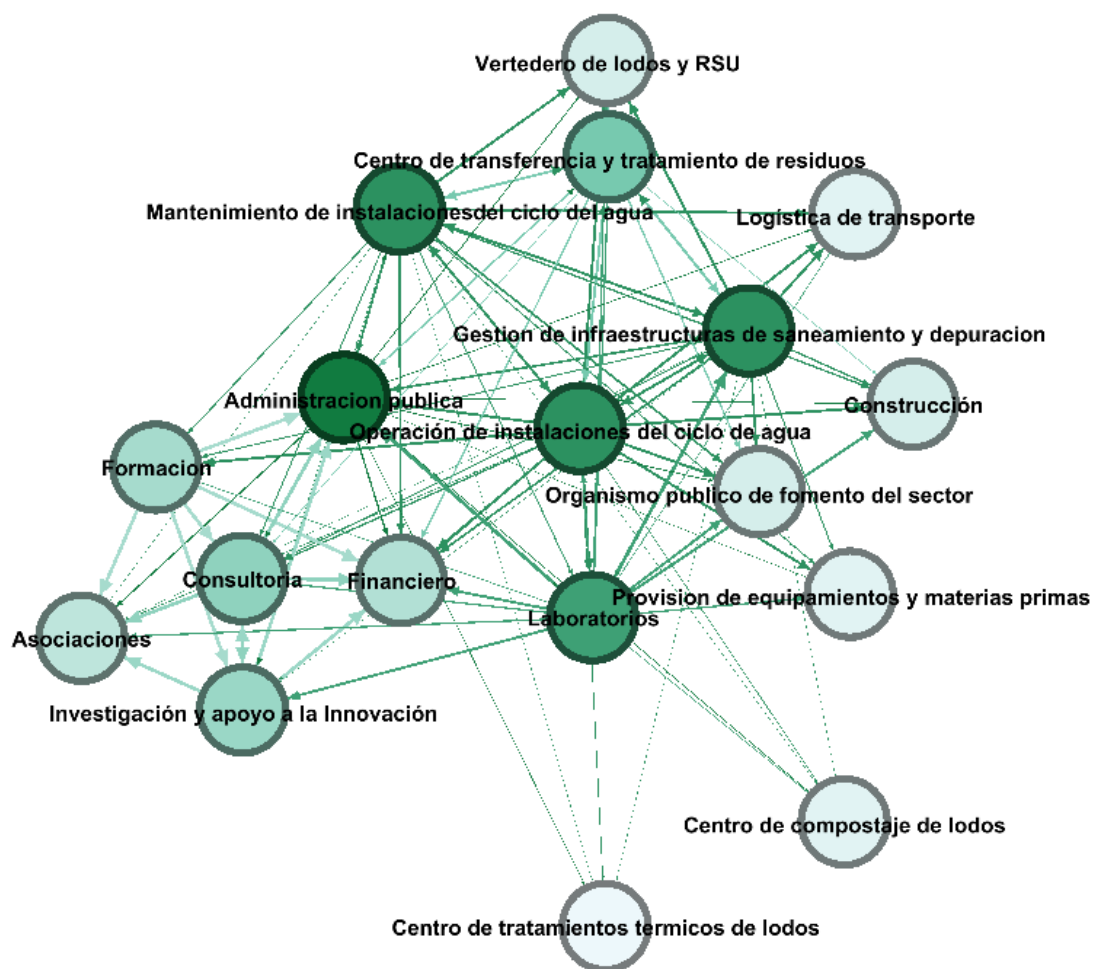 Vertedero de lodos y RSU
Centro de transferencia y tratamiento de residuos
Mantenimiento de instalacionesdel ciclo del agua
Logística de transporte
Gestion de infraestructuras de saneamiento y depuracion
Administracion publica
Construcción
Operación de instalaciones del ciclo de agua
Formacion
Organismo publico de fomento del sector
Consultoria
Financiero
Provision de equipamientos y materias primas
Laboratorios
Asociaciones
Investigación y apoyo a la Innovación
Centro de compostaje de lodos
Centro de tratamientos termicos de lodos